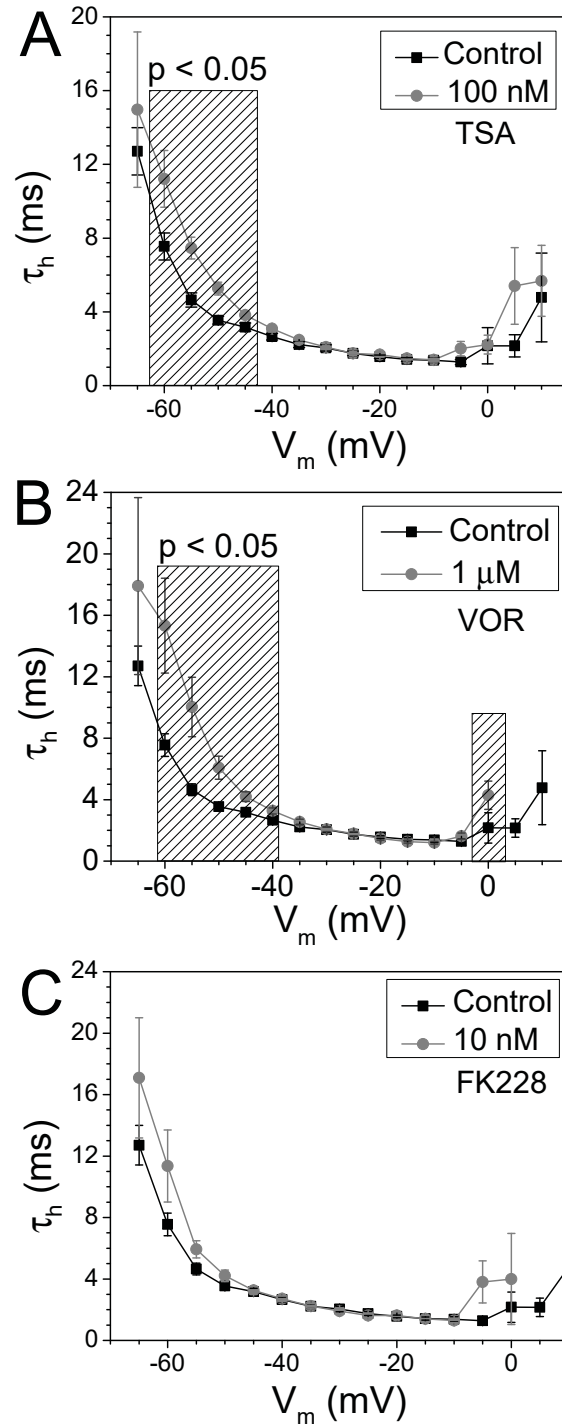 A
20
16
12
8
4
0
τh (ms)
p < 0.05
Control
100 nM
TSA
-60 -40 -20 0
Vm (mV)
B
24
20
16
12
8
4
0
τh (ms)
p < 0.05
Control
1 μM
VOR
-60 -40 -20 0
Vm (mV)
C
24
20
16
12
8
4
0
τh (ms)
Control
10 nM
FK228
-60 -40 -20 0
Vm (mV)